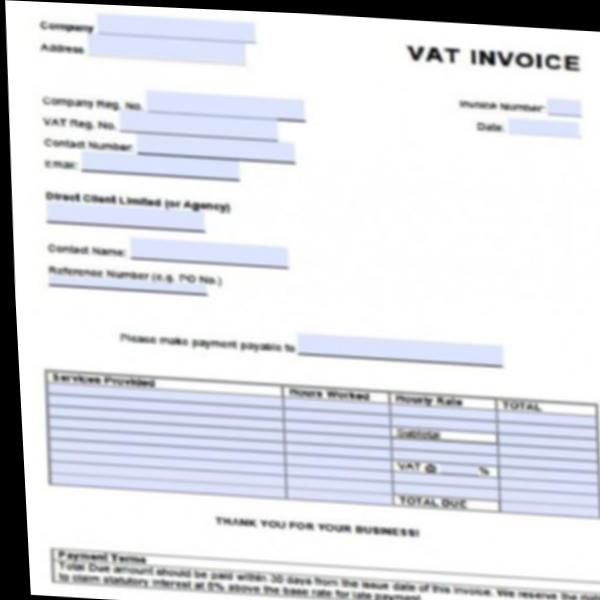 Company
Address
VAT INVOICE
Company Reg. No.
Invoice Number:
VAT Reg. No.
Date:
Contact Number:
Email:
Direct Client Limited (or Agency)
Contact Name:
Reference Number (e.g. PO No.)
Please make payment payable to
Services Provided Hours Worked Hourly Rate TOTAL
Subtotal
VAT @ ______ %
TOTAL DUE
THANK YOU FOR YOUR BUSINESS!
Payment Terms
Total Due amount should be paid within 30 days from the issue date of this invoice. We reserve the
to claim statutory interest at 8% above the base rate for late payment.